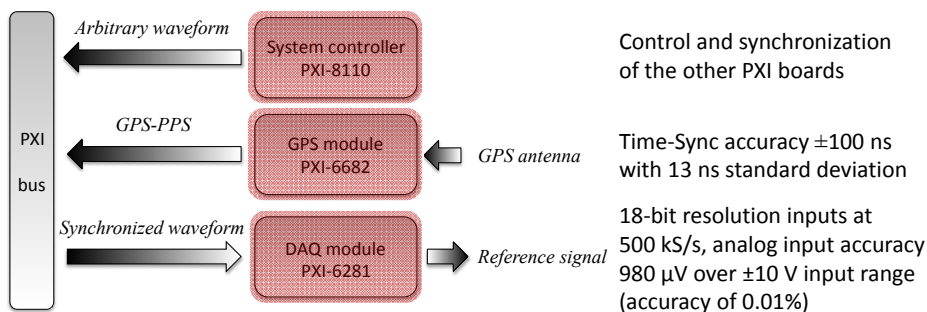 Arbitrary waveform
System controller
PXI-8110
Control and synchronization
of the other PXI boards
PXI
bus
GPS-PPS
GPS module
PXI-6682
GPS antenna
Time-Sync accuracy ±100 ns
with 13 ns standard deviation
Synchronized waveform
DAQ module
PXI-6281
Reference signal
18-bit resolution inputs at
500 kS/s, analog input accuracy
980 µV over ±10 V input range
(accuracy of 0.01%)